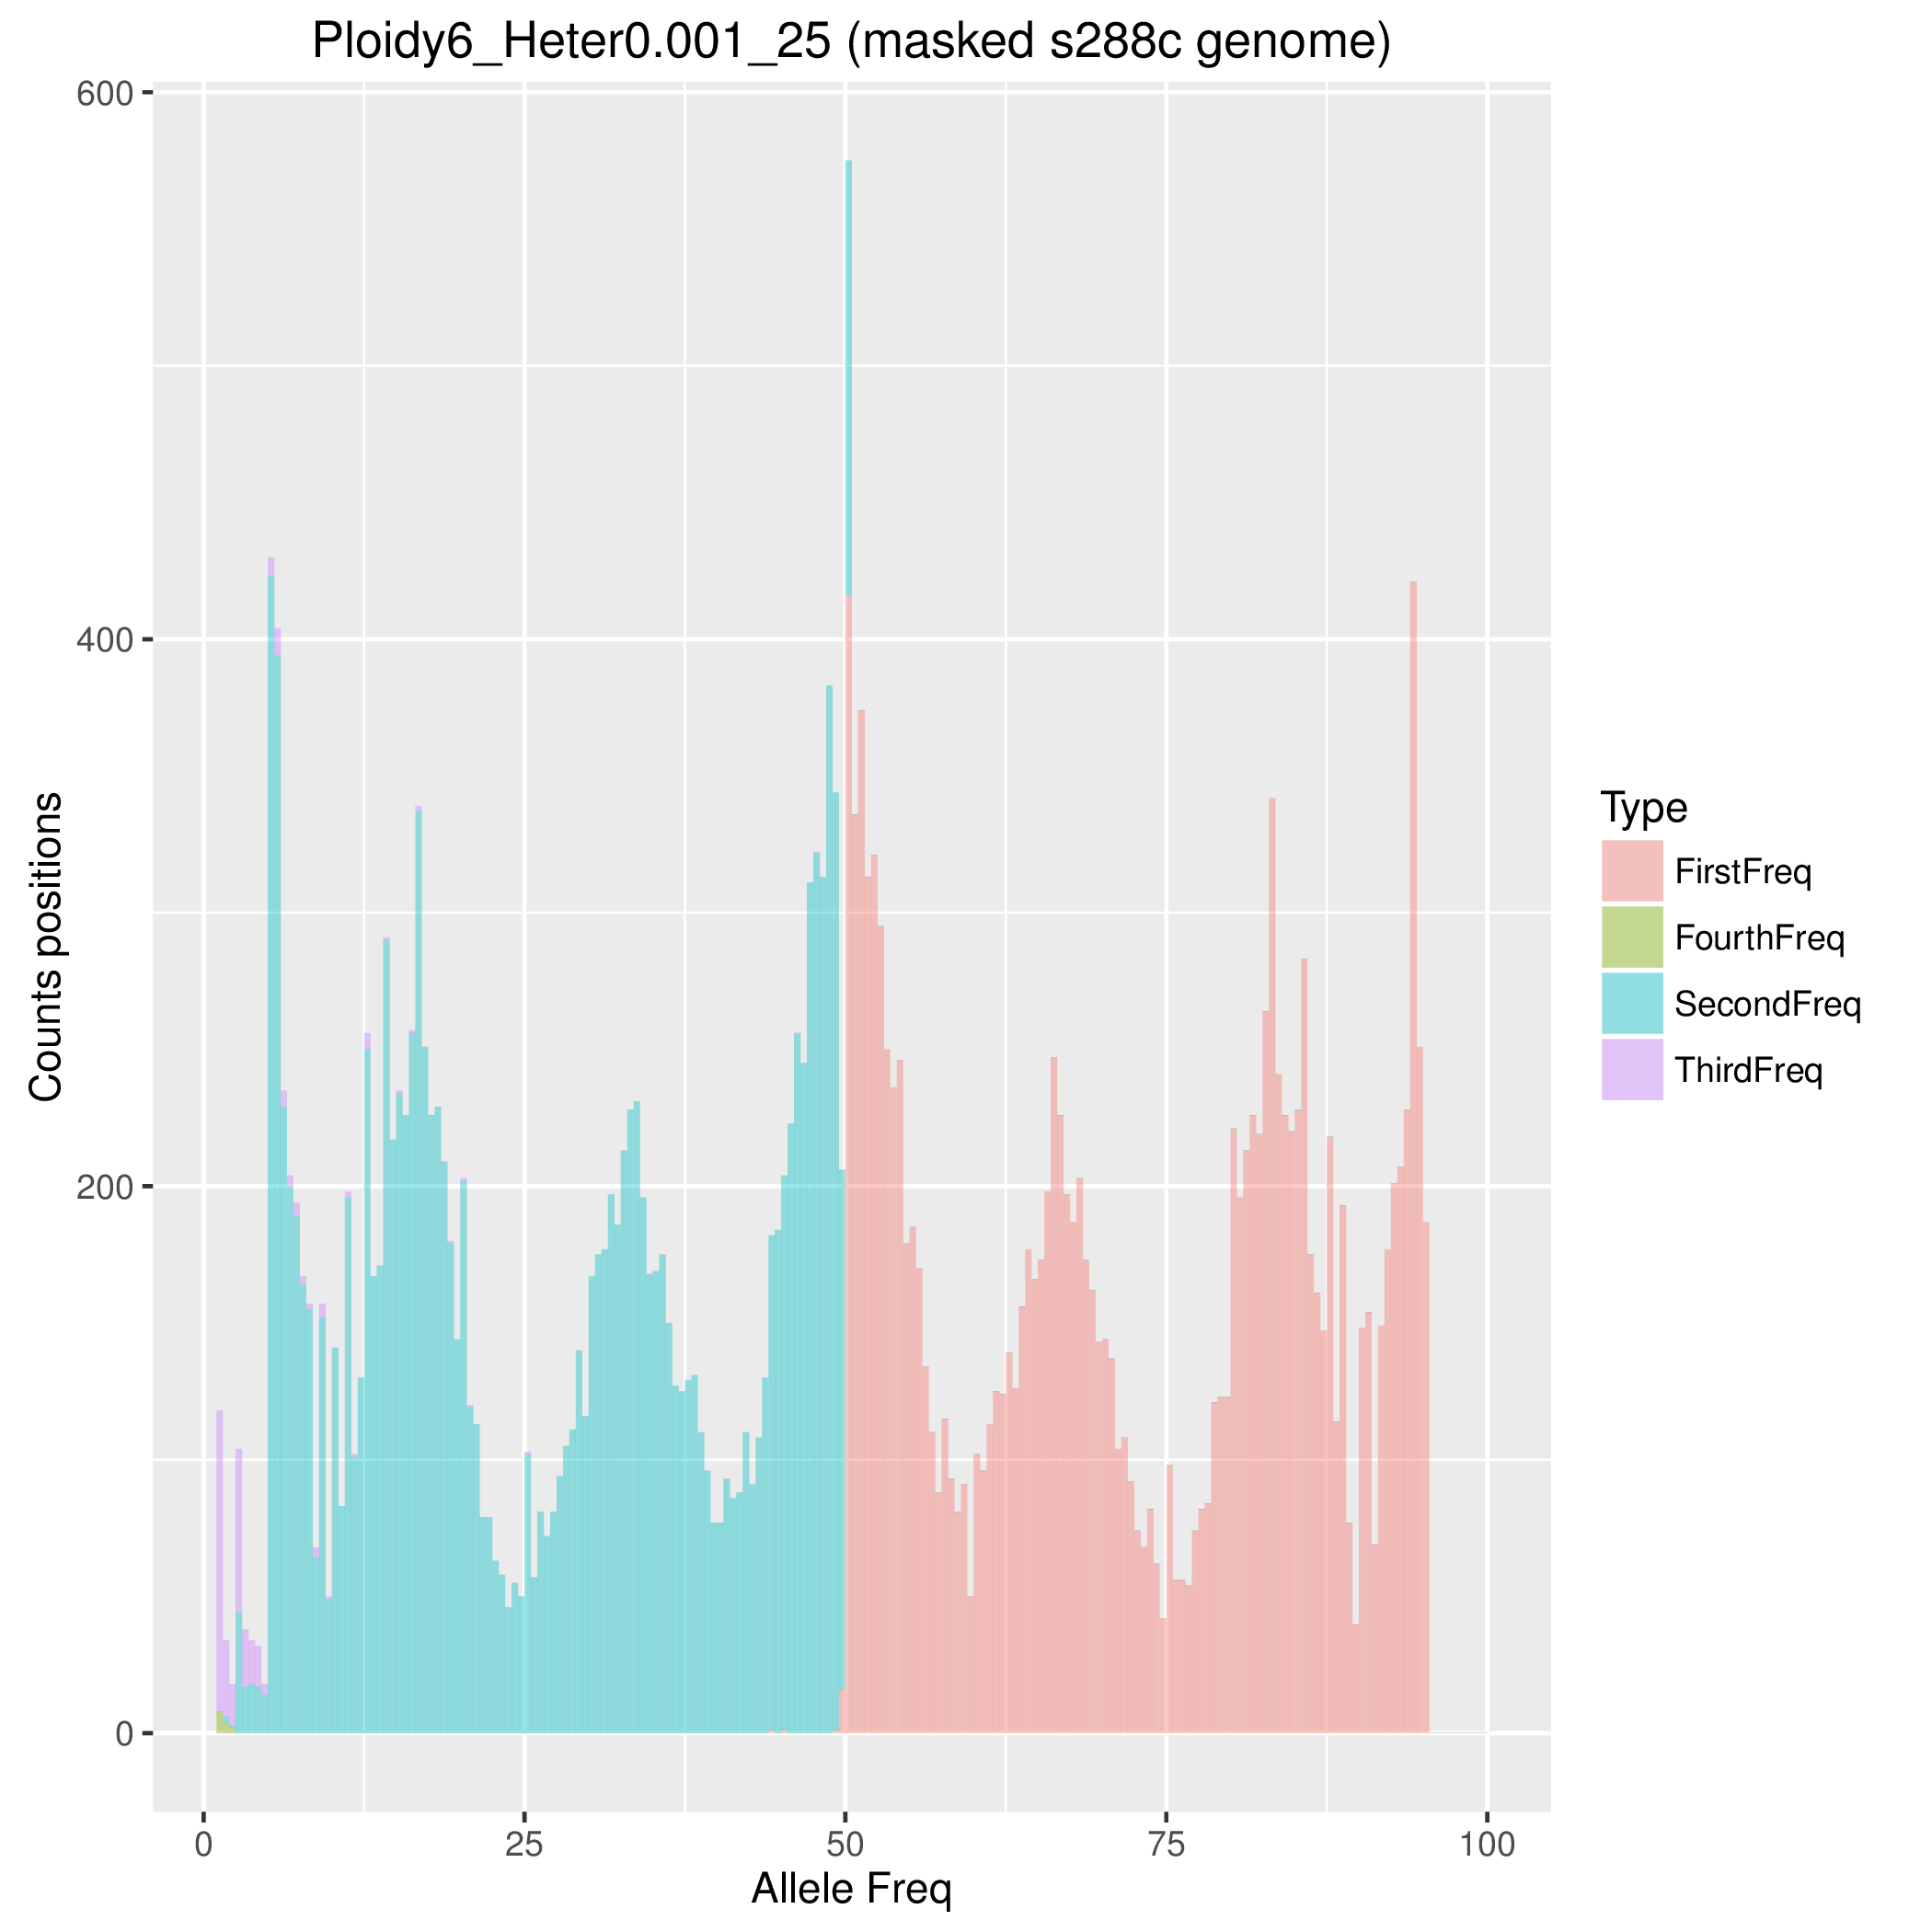 Ploidy6_Heter0.001_25 (masked s288c genome)
600
400
200
0
Counts positions
0 25 50 75 100
Allele Freq
Type
FirstFreq
FourthFreq
SecondFreq
ThirdFreq